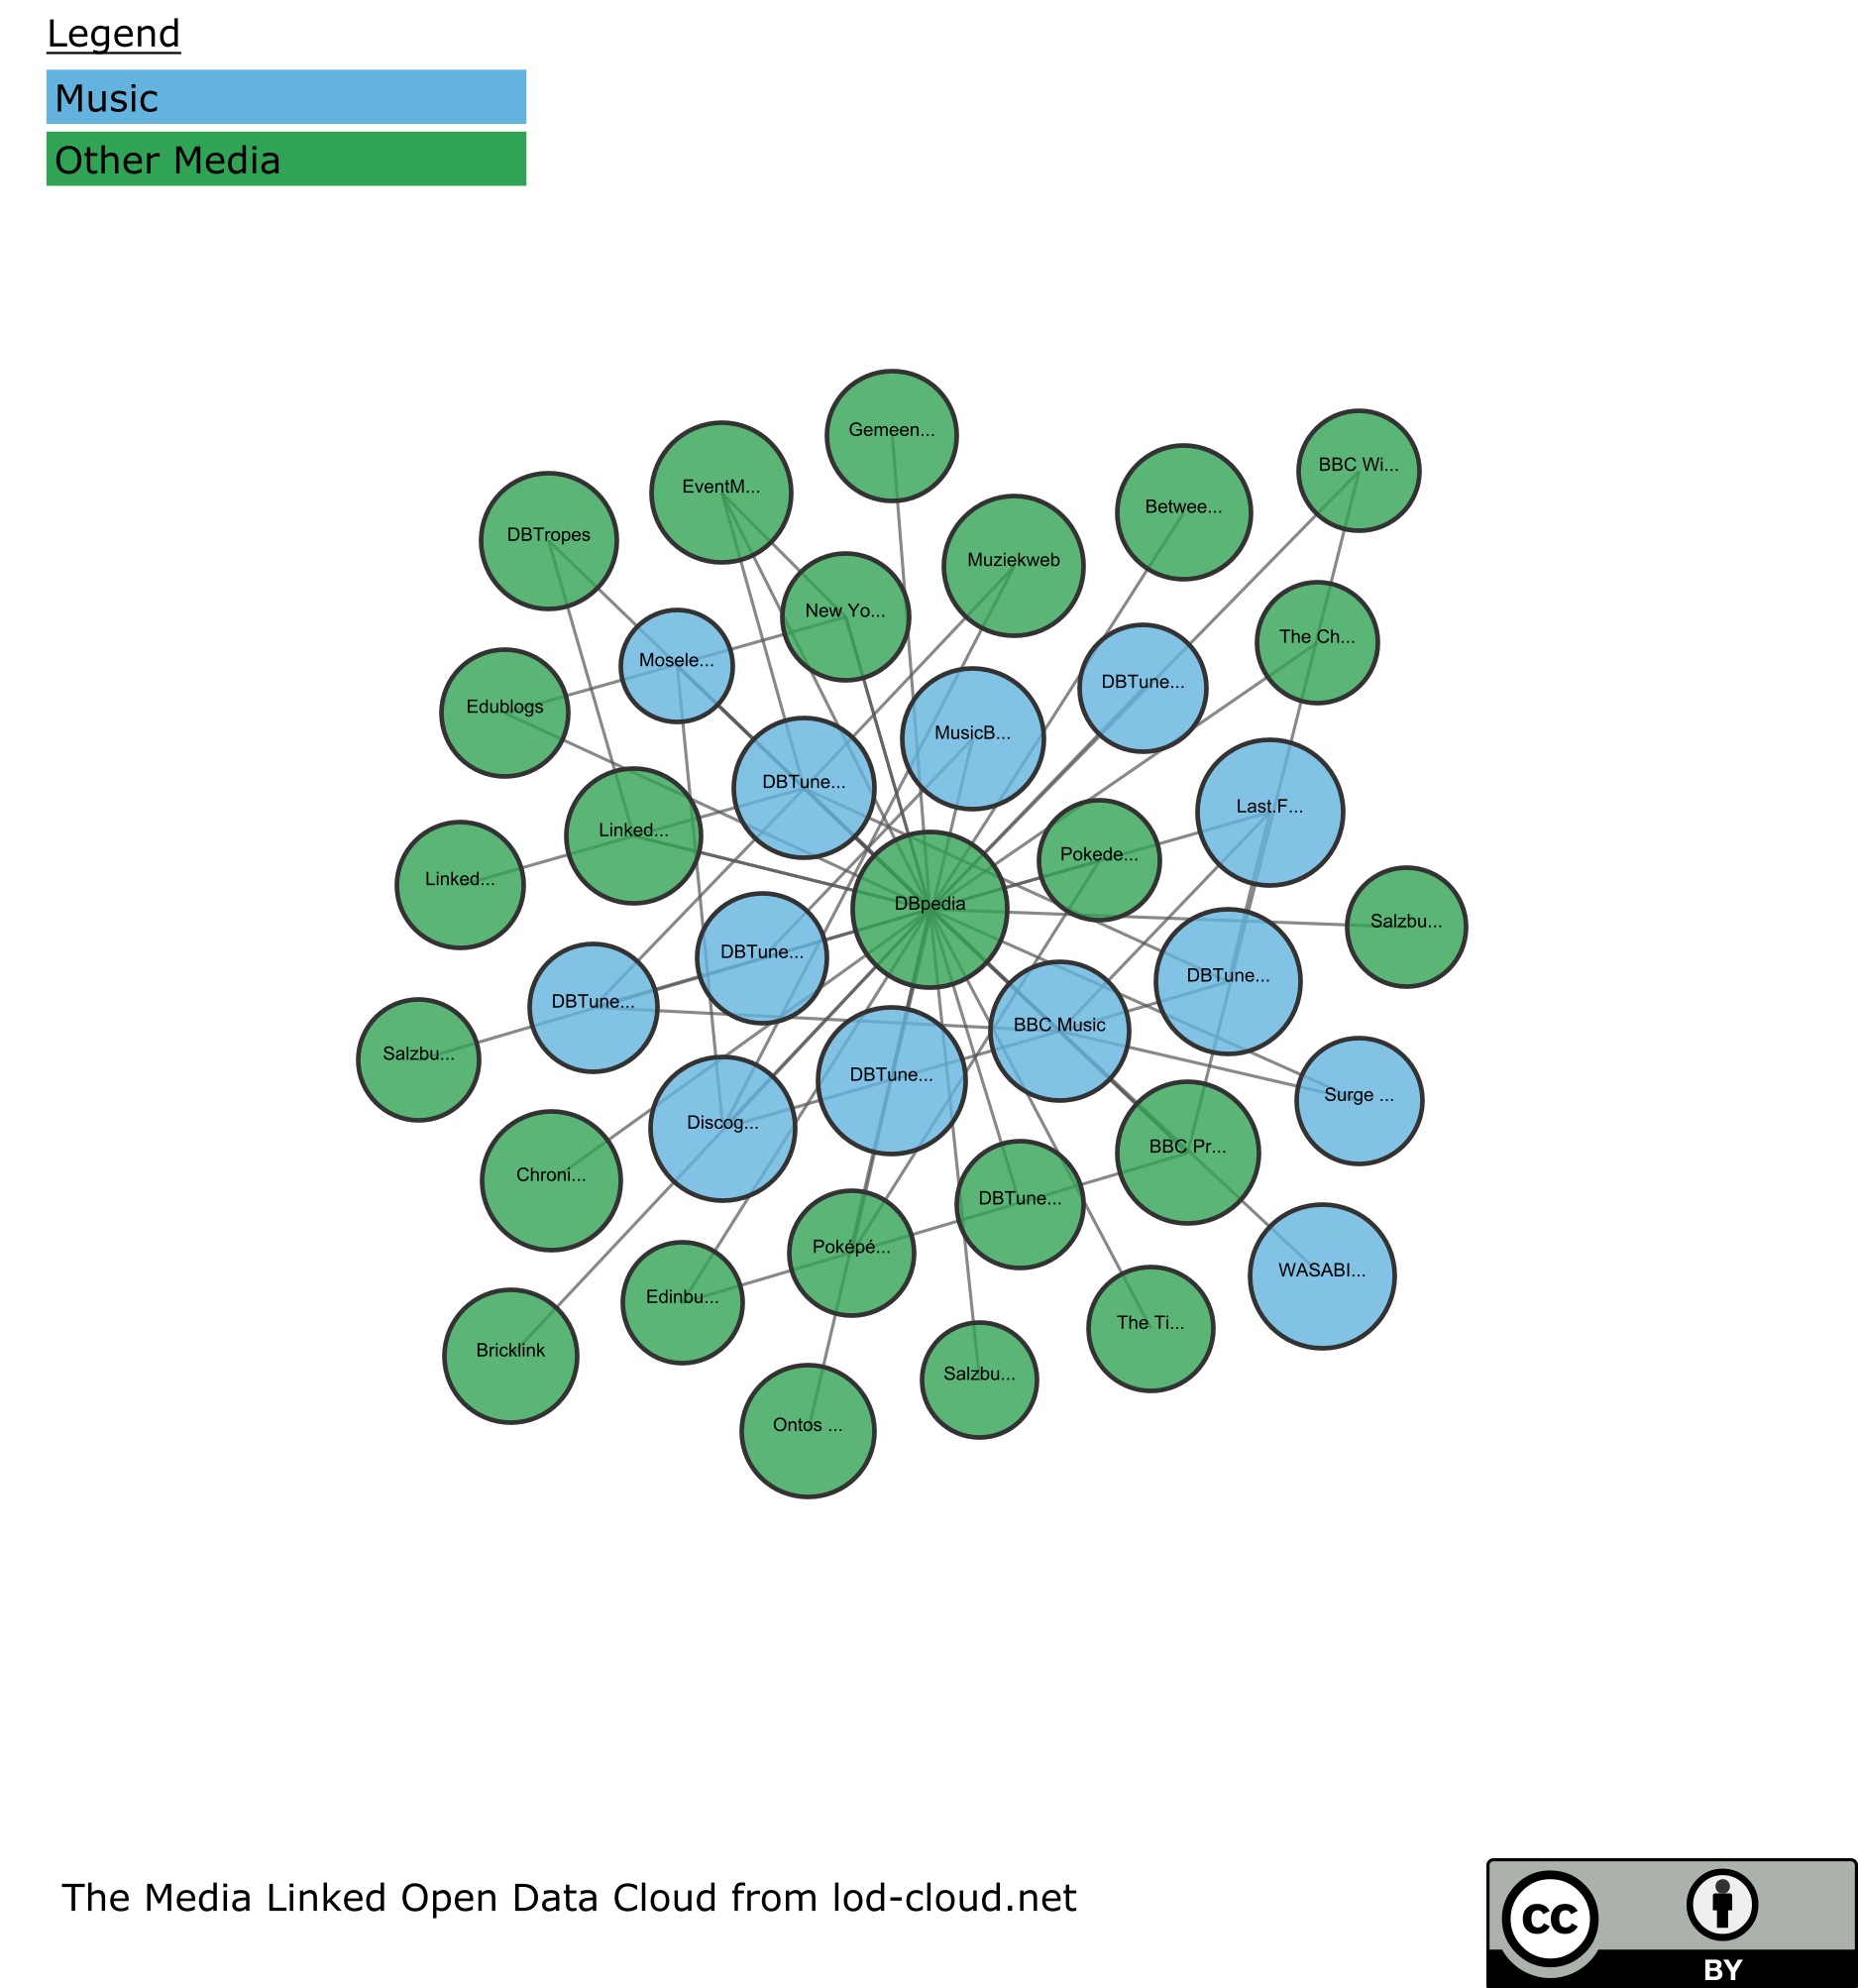 Legend
Music
Other Media
Gemeen...
BBC Wi...
EventM...
Betwee...
DBTropes
Muziekweb
New Yo...
The Ch...
Mosele...
DBTune...
Edublogs
MusicB...
DBTune...
Last.F...
Linked...
Pokede...
Linked...
DBpedia
Salzbu...
DBTune...
DBTune...
DBTune...
BBC Music
Salzbu...
DBTune...
Surge ...
Discog...
BBC Pr...
Chroni...
DBTune...
Poképé...
WASABI...
Edinbu...
The Ti...
Bricklink
Salzbu...
Ontos ...
The Media Linked Open Data Cloud from lod-cloud.net
cc
BY